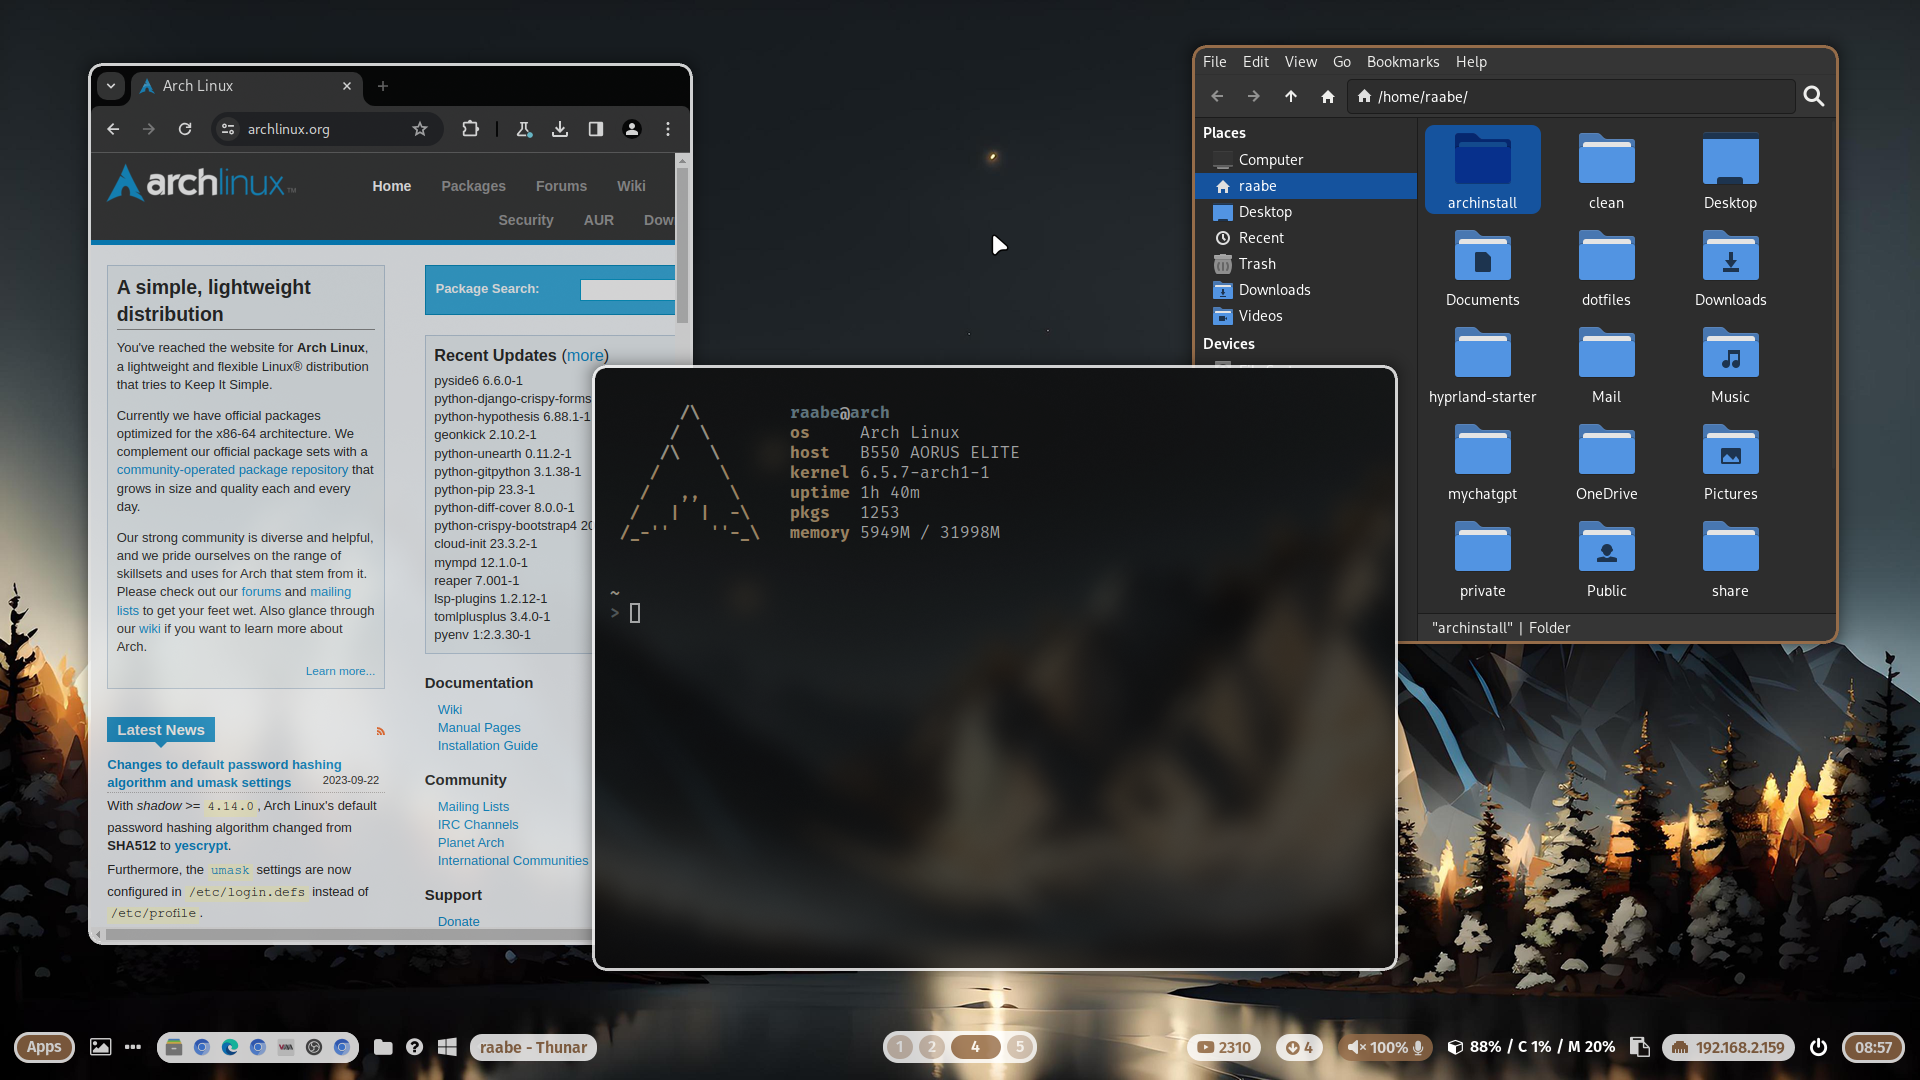 Arch Linux
archlinux.org
archlinux™
Home Packages Forums Wiki
Security AUR Dow
A simple, lightweight
distribution
You've reached the website for Arch Linux,
a lightweight and flexible Linux® distribution
that tries to Keep It Simple.
Currently we have official packages
optimized for the x86-64 architecture. We
complement our official package sets with a
community-operated package repository that
grows in size and quality each and every
day.
Our strong community is diverse and helpful,
and we pride ourselves on the range of
skillsets and uses for Arch that stem from it.
Please check out our forums and mailing
lists to get your feet wet. Also glance through
our wiki if you want to learn more about
Arch.
Learn more...
Latest News
Changes to default password hashing
algorithm and umask settings 2023-09-22
With shadow >= 4.14.0, Arch Linux's default
password hashing algorithm changed from
SHA512 to yescrypt.
Furthermore, the umask settings are now
configured in /etc/login.defs instead of
/etc/profile.
Package Search:
Recent Updates (more)
pyside6 6.6.0-1
python-django-crispy-forms
python-hypothesis 6.88.1-1
geonkick 2.10.2-1
python-unearth 0.11.2-1
python-gitpython 3.1.38-1
python-pip 23.3-1
python-diff-cover 8.0.0-1
python-crispy-bootstrap4 20
cloud-init 23.3.2-1
mympd 12.1.0-1
reaper 7.001-1
lsp-plugins 1.2.12-1
tomlplusplus 3.4.0-1
pyenv 1:2.3.30-1
Documentation
Wiki
Manual Pages
Installation Guide
Community
Mailing Lists
IRC Channels
Planet Arch
International Communities
Support
Donate
raabe@arch
os Arch Linux
host B550 AORUS ELITE
kernel 6.5.7-arch1-1
uptime 1h 40m
pkgs 1253
memory 5949M / 31998M
~
>
File Edit View Go Bookmarks Help
/home/raabe/
Places
Computer
raabe
Desktop
Recent
Trash
Downloads
Videos
Devices
archinstall clean Desktop
Documents dotfiles Downloads
hyprland-starter Mail Music
mychatgpt OneDrive Pictures
private Public share
"archinstall" | Folder
Apps raabe - Thunar 1 2 4 5 2310 4 100% 88% / C 1% / M 20% 192.168.2.159 08:57